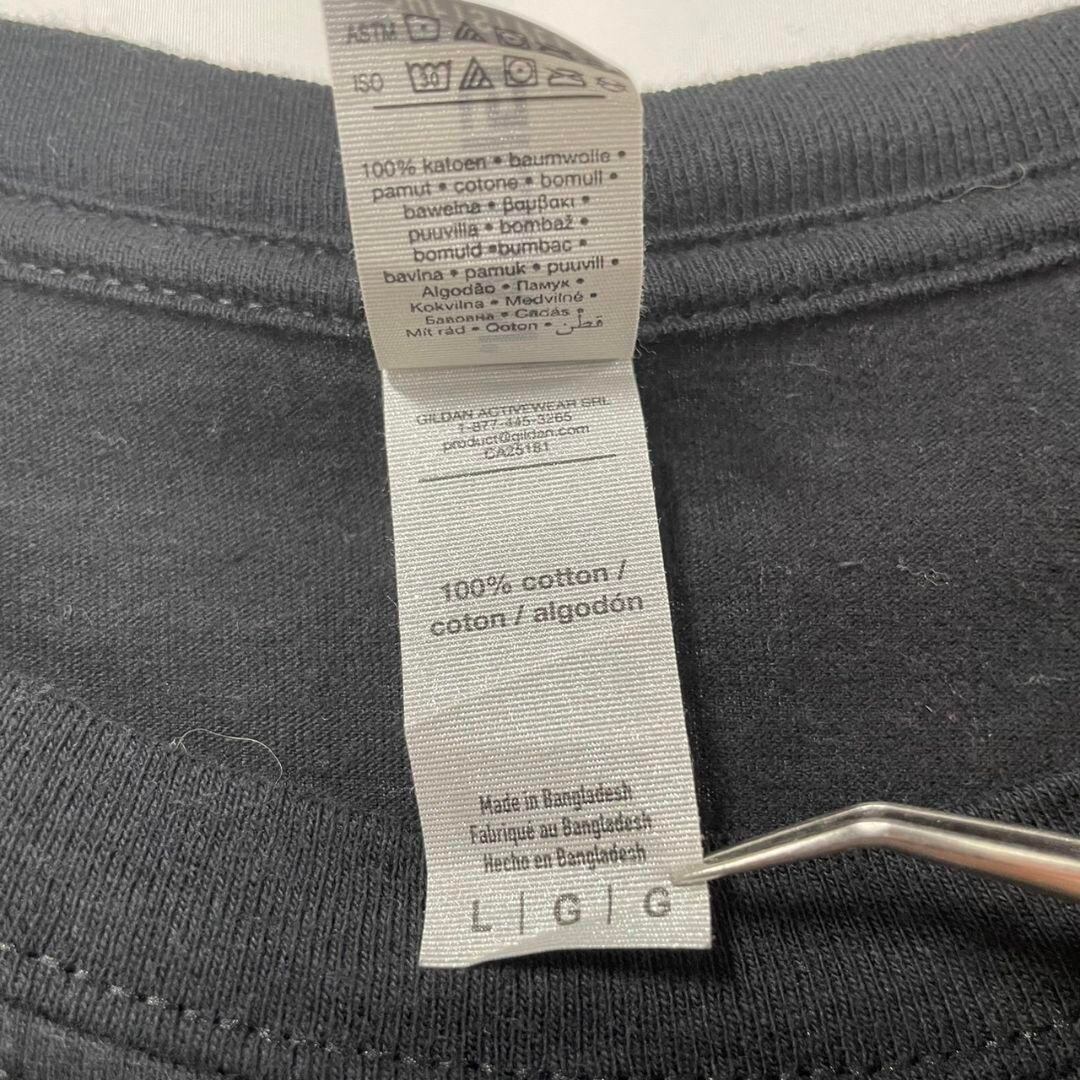 ASTM
ISO 30
100% katoen • baumwolle •
pamut • cotone • bomull •
bawełna • βαμβακι •
puuvilla • bombaž •
bomuld •bumbac •
bavlna • pamuk • puuvill •
Algodão • Памук •
Kokvilna • Medvilnė •
Бавовна • Cadás •
Mít rád • Qoton • قطن
GILDAN ACTIVEWEAR SRL
1-877-445-3265
product@gildan.com
CA25181
100% cotton /
coton / algodón
Made in Bangladesh
Fabriqué au Bangladesh
Hecho en Bangladesh
L | G | G